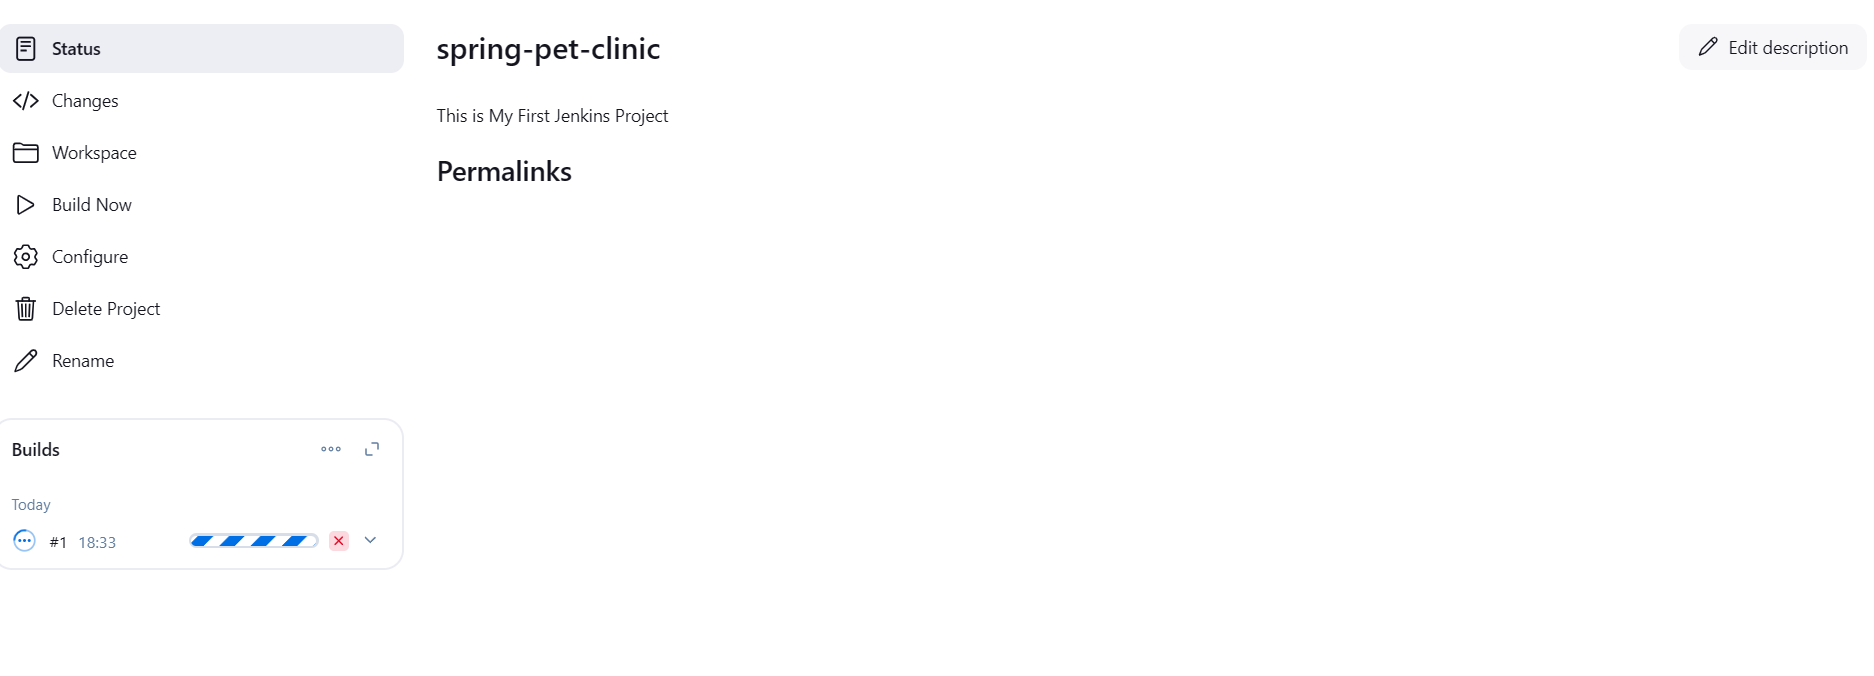 Status
Changes
Workspace
Build Now
Configure
Delete Project
Rename
Builds
Today
#1 18:33
spring-pet-clinic
Edit description
This is My First Jenkins Project
Permalinks